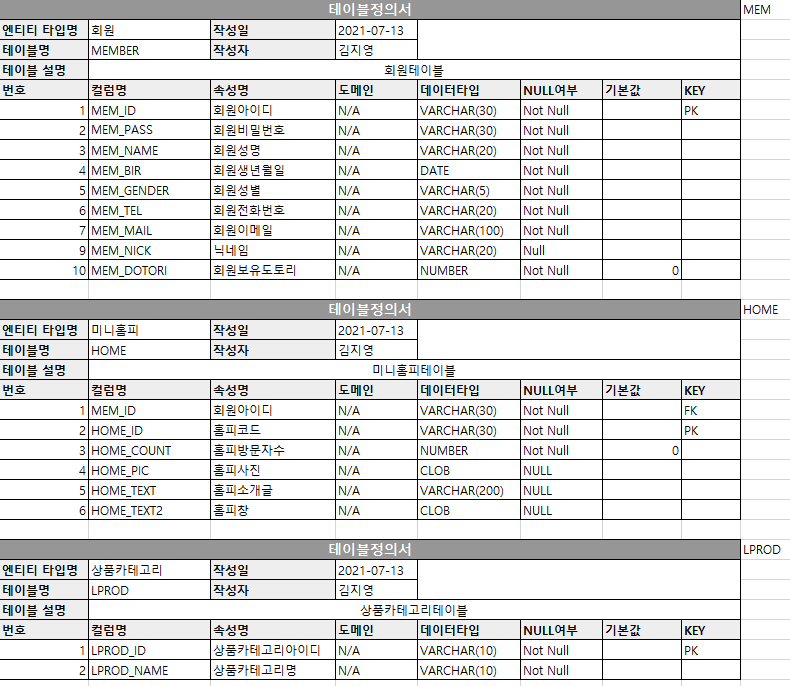 테이블정의서 MEM
엔티티 타입명 회원 작성일 2021-07-13
테이블명 MEMBER 작성자 김지영
테이블 설명 회원테이블
번호 컬럼명 속성명 도메인 데이터타입 NULL여부 기본값 KEY
1 MEM_ID 회원아이디 N/A VARCHAR(30) Not Null PK
2 MEM_PASS 회원비밀번호 N/A VARCHAR(30) Not Null
3 MEM_NAME 회원성명 N/A VARCHAR(20) Not Null
4 MEM_BIR 회원생년월일 N/A DATE Not Null
5 MEM_GENDER 회원성별 N/A VARCHAR(5) Not Null
6 MEM_TEL 회원전화번호 N/A VARCHAR(20) Not Null
7 MEM_MAIL 회원이메일 N/A VARCHAR(100) Not Null
9 MEM_NICK 닉네임 N/A VARCHAR(20) Null
10 MEM_DOTORI 회원보유도토리 N/A NUMBER Not Null 0
테이블정의서 HOME
엔티티 타입명 미니홈피 작성일 2021-07-13
테이블명 HOME 작성자 김지영
테이블 설명 미니홈피테이블
번호 컬럼명 속성명 도메인 데이터타입 NULL여부 기본값 KEY
1 MEM_ID 회원아이디 N/A VARCHAR(30) Not Null FK
2 HOME_ID 홈피코드 N/A VARCHAR(30) Not Null PK
3 HOME_COUNT 홈피방문자수 N/A NUMBER Not Null 0
4 HOME_PIC 홈피사진 N/A CLOB NULL
5 HOME_TEXT 홈피소개글 N/A VARCHAR(200) NULL
6 HOME_TEXT2 홈피창 N/A CLOB NULL
테이블정의서 LPROD
엔티티 타입명 상품카테고리 작성일 2021-07-13
테이블명 LPROD 작성자 김지영
테이블 설명 상품카테고리테이블
번호 컬럼명 속성명 도메인 데이터타입 NULL여부 기본값 KEY
1 LPROD_ID 상품카테고리아이디 N/A VARCHAR(10) Not Null PK
2 LPROD_NAME 상품카테고리명 N/A VARCHAR(10) Not Null